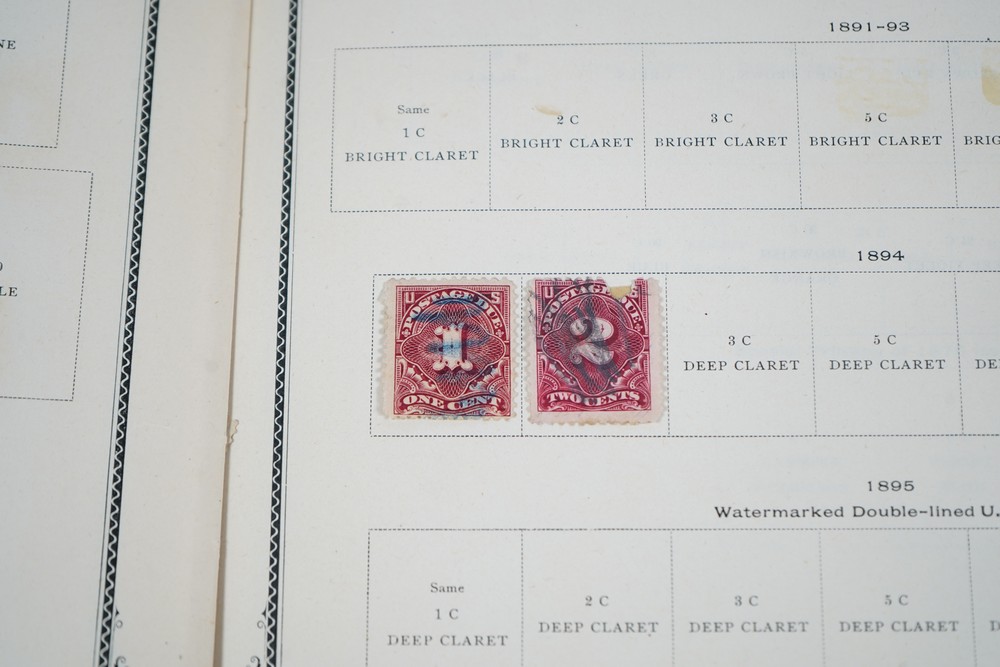 NE
LE
1891-93
Same
1 C
BRIGHT CLARET
2 C
BRIGHT CLARET
3 C
BRIGHT CLARET
5 C
BRIGHT CLARET
1894
U S
POSTAGE DUE
1
ONE CENT
U
POSTAGE DUE
2
TWO CENTS
3 C
DEEP CLARET
5 C
DEEP CLARET
1895
Watermarked Double-lined U.
Same
1 C
DEEP CLARET
2 C
DEEP CLARET
3 C
DEEP CLARET
5 C
DEEP CLARET